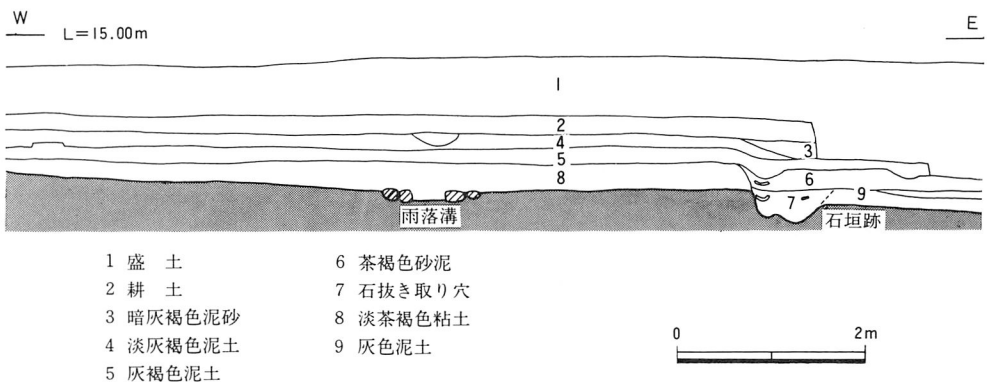 W
E
L=15.00m
1
2
3
4
5
6
7
8
9
雨落溝
石垣跡
1 盛 土
2 耕 土
3 暗灰褐色泥砂
4 淡灰褐色泥土
5 灰褐色泥土
6 茶褐色砂泥
7 石抜き取り穴
8 淡茶褐色粘土
9 灰色泥土
0 2m